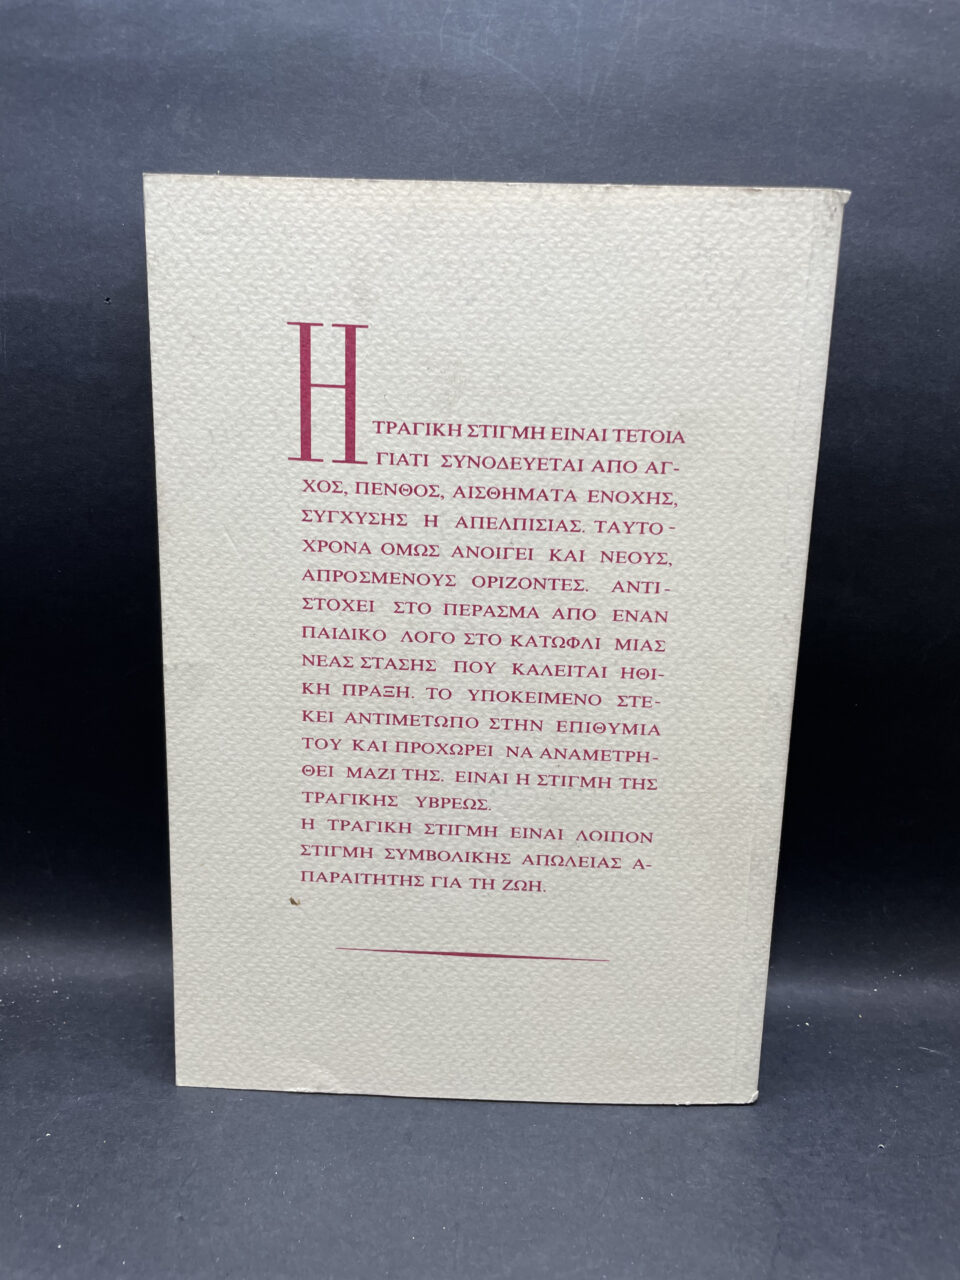 Η ΤΡΑΓΙΚΗ ΣΤΙΓΜΗ ΕΙΝΑΙ ΤΕΤΟΙΑ
ΓΙΑΤΙ ΣΥΝΟΔΕΥΕΤΑΙ ΑΠΟ ΑΓ-
ΧΟΣ, ΠΕΝΘΟΣ, ΑΙΣΘΗΜΑΤΑ ΕΝΟΧΗΣ,
ΣΥΓΧΥΣΗΣ Η ΑΠΕΛΠΙΣΙΑΣ. ΤΑΥΤΟ-
ΧΡΟΝΑ ΟΜΩΣ ΑΝΟΙΓΕΙ ΚΑΙ ΝΕΟΥΣ,
ΑΠΡΟΣΜΕΝΟΥΣ ΟΡΙΖΟΝΤΕΣ. ΑΝΤΙ-
ΣΤΟΧΕΙ ΣΤΟ ΠΕΡΑΣΜΑ ΑΠΟ ΕΝΑΝ
ΠΑΙΔΙΚΟ ΛΟΓΟ ΣΤΟ ΚΑΤΩΦΛΙ ΜΙΑΣ
ΝΕΑΣ ΣΤΑΣΗΣ ΠΟΥ ΚΑΛΕΙΤΑΙ ΗΘΙ-
ΚΗ ΠΡΑΞΗ. ΤΟ ΥΠΟΚΕΙΜΕΝΟ ΣΤΕ-
ΚΕΙ ΑΝΤΙΜΕΤΩΠΟ ΣΤΗΝ ΕΠΙΘΥΜΙΑ
ΤΟΥ ΚΑΙ ΠΡΟΧΩΡΕΙ ΝΑ ΑΝΑΜΕΤΡΗ-
ΘΕΙ ΜΑΖΙ ΤΗΣ. ΕΙΝΑΙ Η ΣΤΙΓΜΗ ΤΗΣ
ΤΡΑΓΙΚΗΣ ΥΒΡΕΩΣ.
Η ΤΡΑΓΙΚΗ ΣΤΙΓΜΗ ΕΙΝΑΙ ΛΟΙΠΟΝ
ΣΤΙΓΜΗ ΣΥΜΒΟΛΙΚΗΣ ΑΠΩΛΕΙΑΣ Α-
ΠΑΡΑΙΤΗΤΗΣ ΓΙΑ ΤΗ ΖΩΗ.